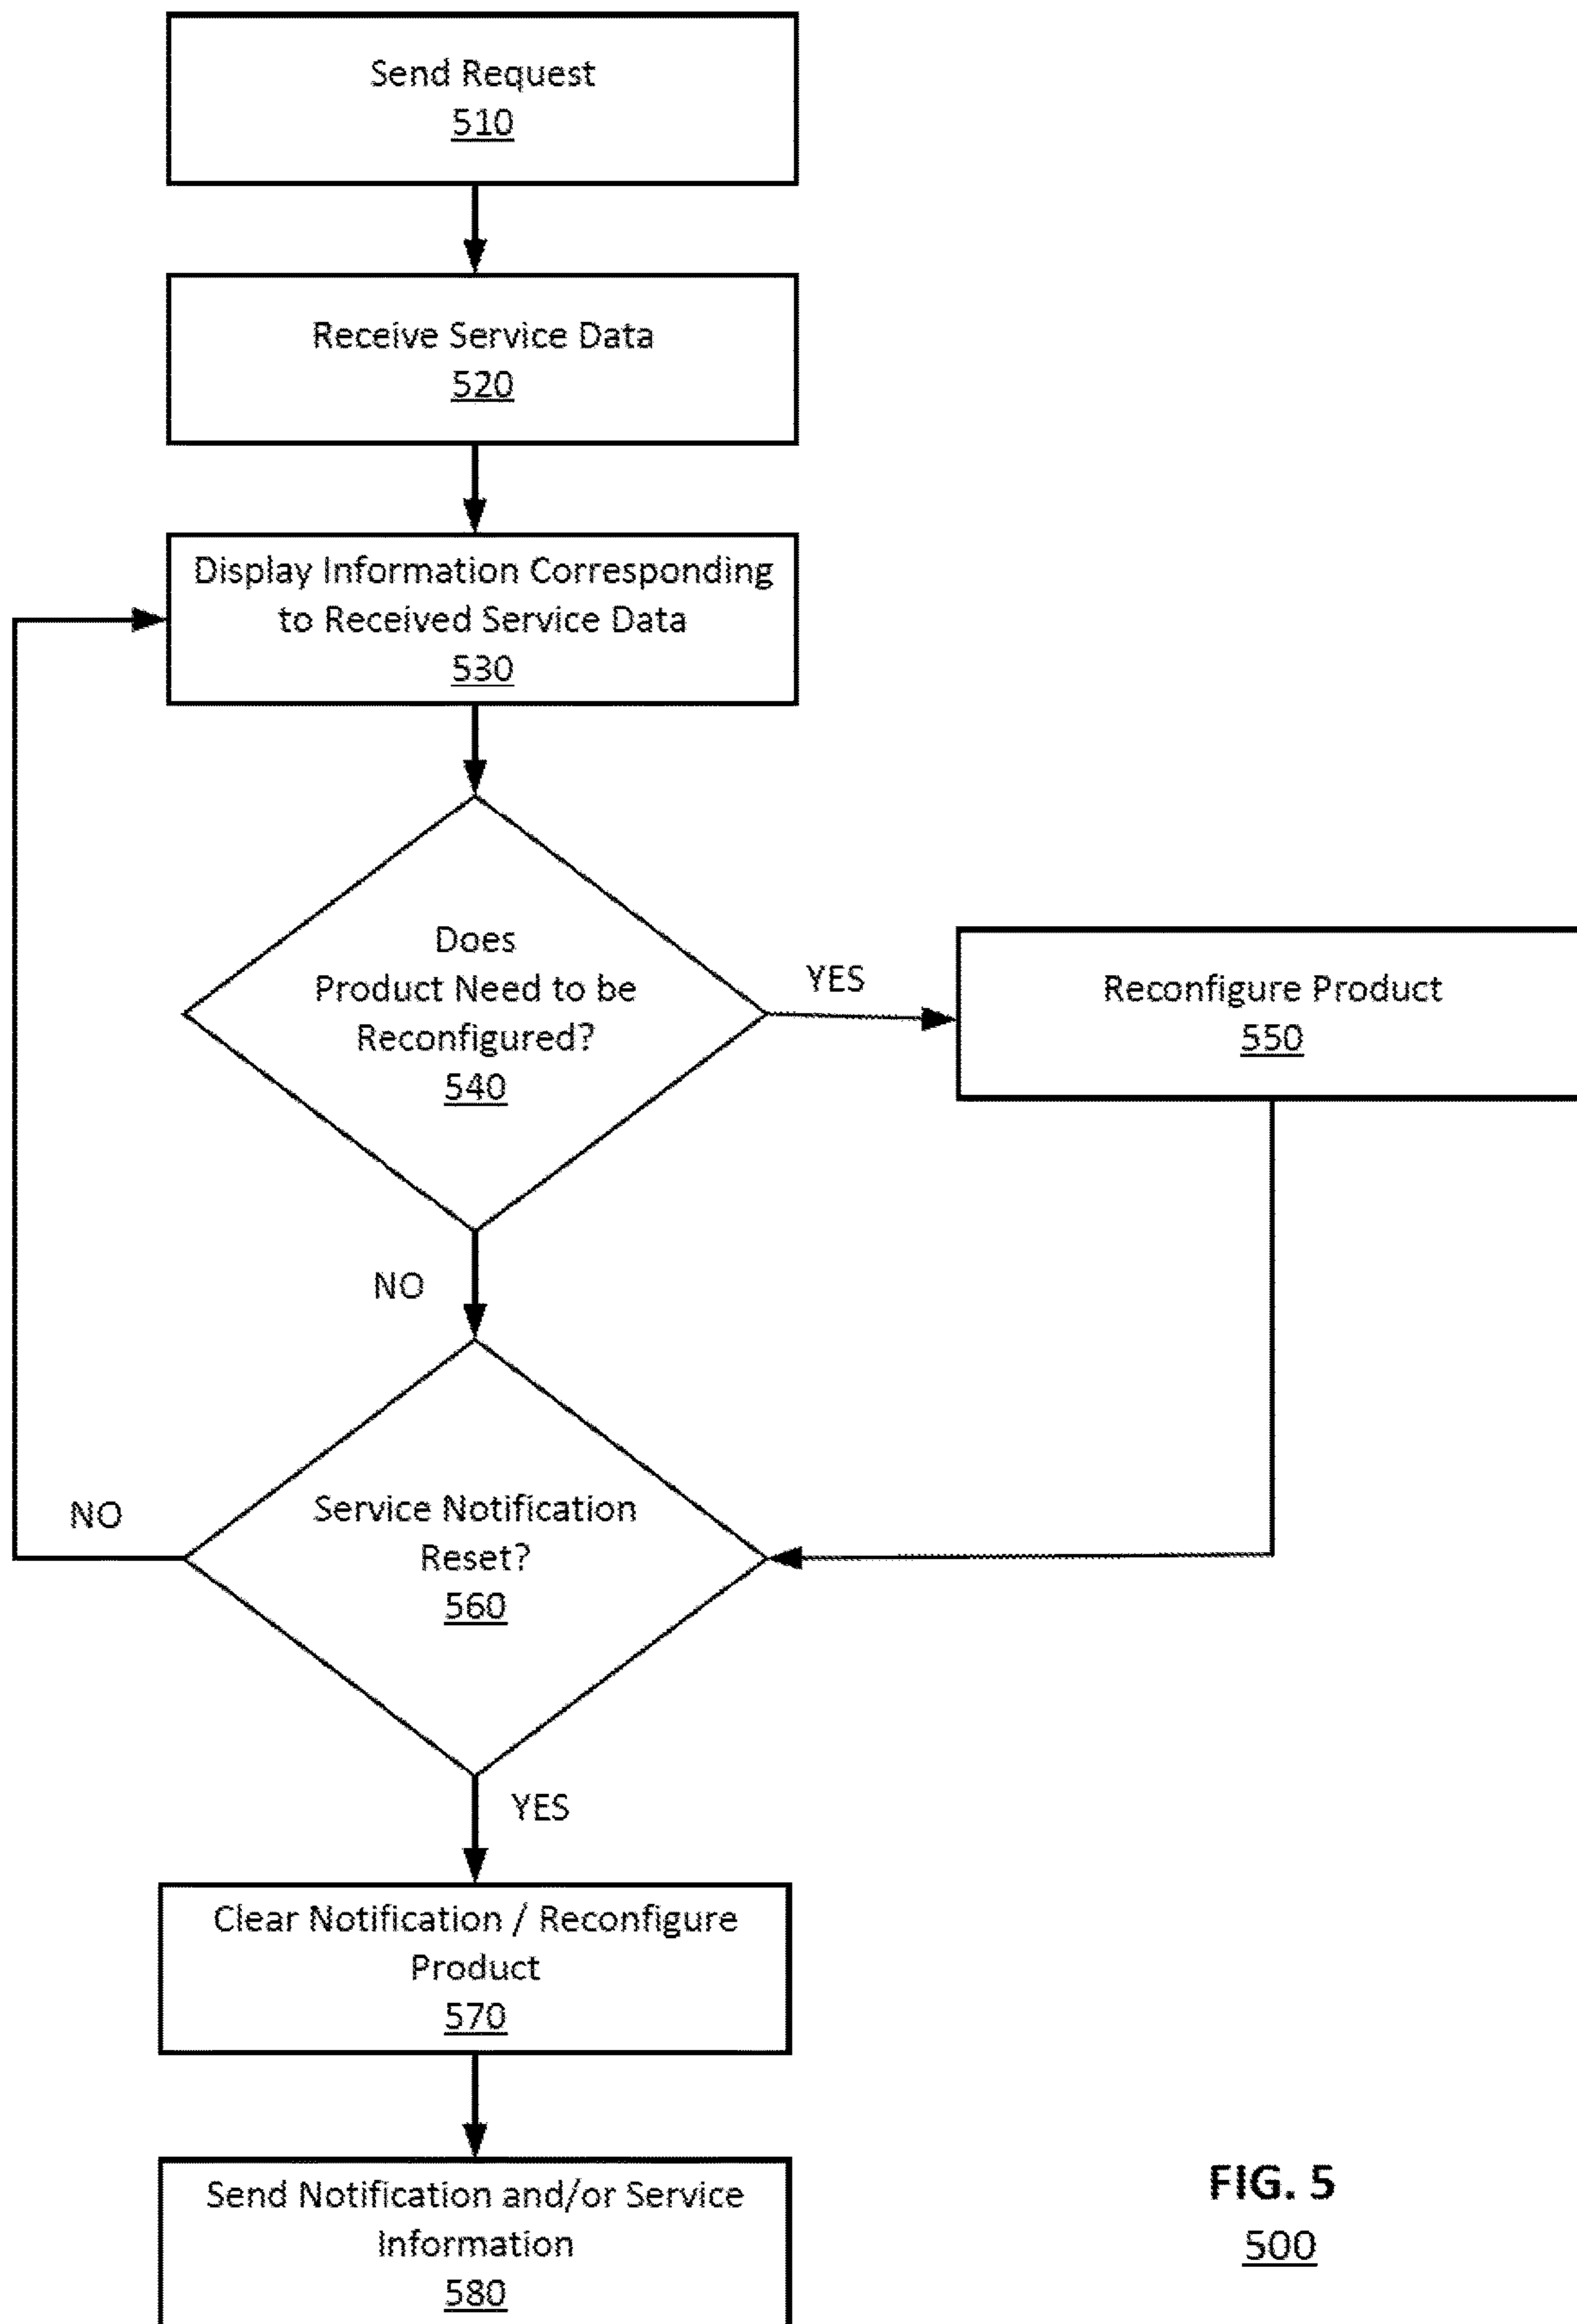 Send Request
510
Receive Service Data
520
Display Information Corresponding
to Received Service Data
530
Does
Product Need to be
Reconfigured?
540
YES
Reconfigure Product
550
NO
Service Notification
Reset?
560
NO
YES
Clear Notification / Reconfigure
Product
570
Send Notification and/or Service
Information
580
FIG. 5
500